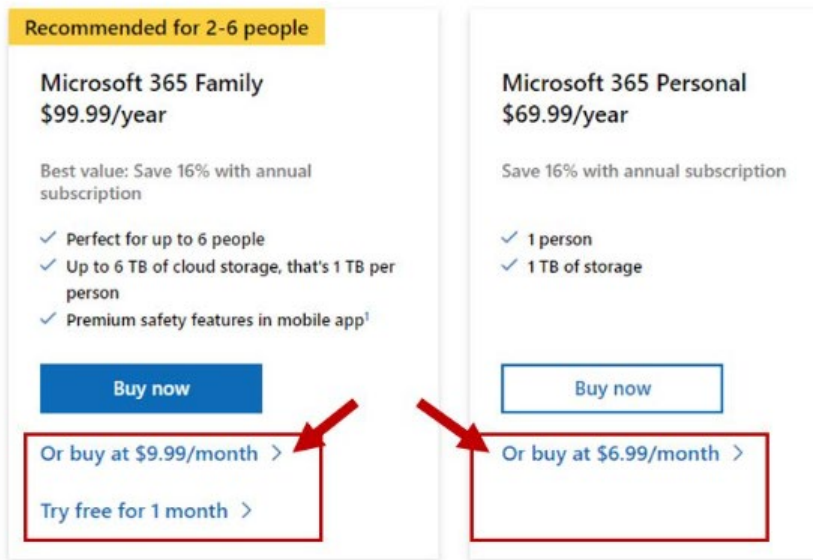 Recommended for 2-6 people
Microsoft 365 Family
$99.99/year
Best value: Save 16% with annual
subscription
Perfect for up to 6 people
Up to 6 TB of cloud storage, that's 1 TB per
person
Premium safety features in mobile app¹
Buy now
Or buy at $9.99/month >
Try free for 1 month >
Microsoft 365 Personal
$69.99/year
Save 16% with annual subscription
1 person
1 TB of storage
Buy now
Or buy at $6.99/month >